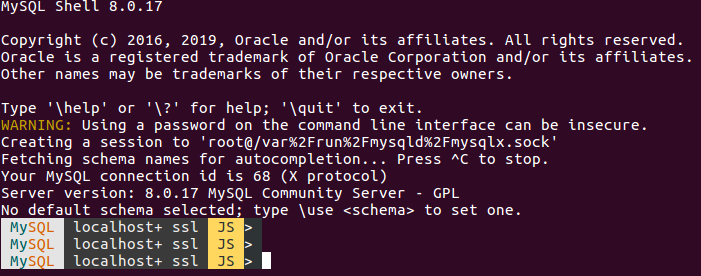 MySQL Shell 8.0.17
Copyright (c) 2016, 2019, Oracle and/or its affiliates. All rights reserved.
Oracle is a registered trademark of Oracle Corporation and/or its affiliates.
Other names may be trademarks of their respective owners.
Type '\help' or '\?' for help; '\quit' to exit.
WARNING: Using a password on the command line interface can be insecure.
Creating a session to 'root@/var%2Frun%2Fmysqld%2Fmysqlx.sock'
Fetching schema names for autocompletion... Press ^C to stop.
Your MySQL connection id is 68 (X protocol)
Server version: 8.0.17 MySQL Community Server - GPL
No default schema selected; type \use <schema> to set one.
MySQL localhost+ ssl JS >
MySQL localhost+ ssl JS >
MySQL localhost+ ssl JS >